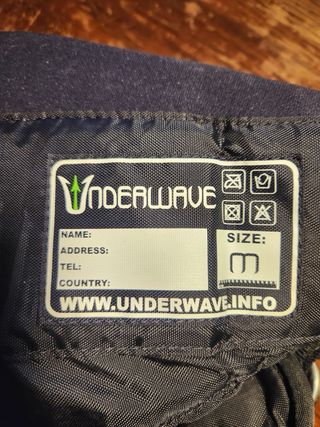 UNDERWAVE
NAME:
ADDRESS:
TEL:
COUNTRY:
SIZE:
M
WWW.UNDERWAVE.INFO